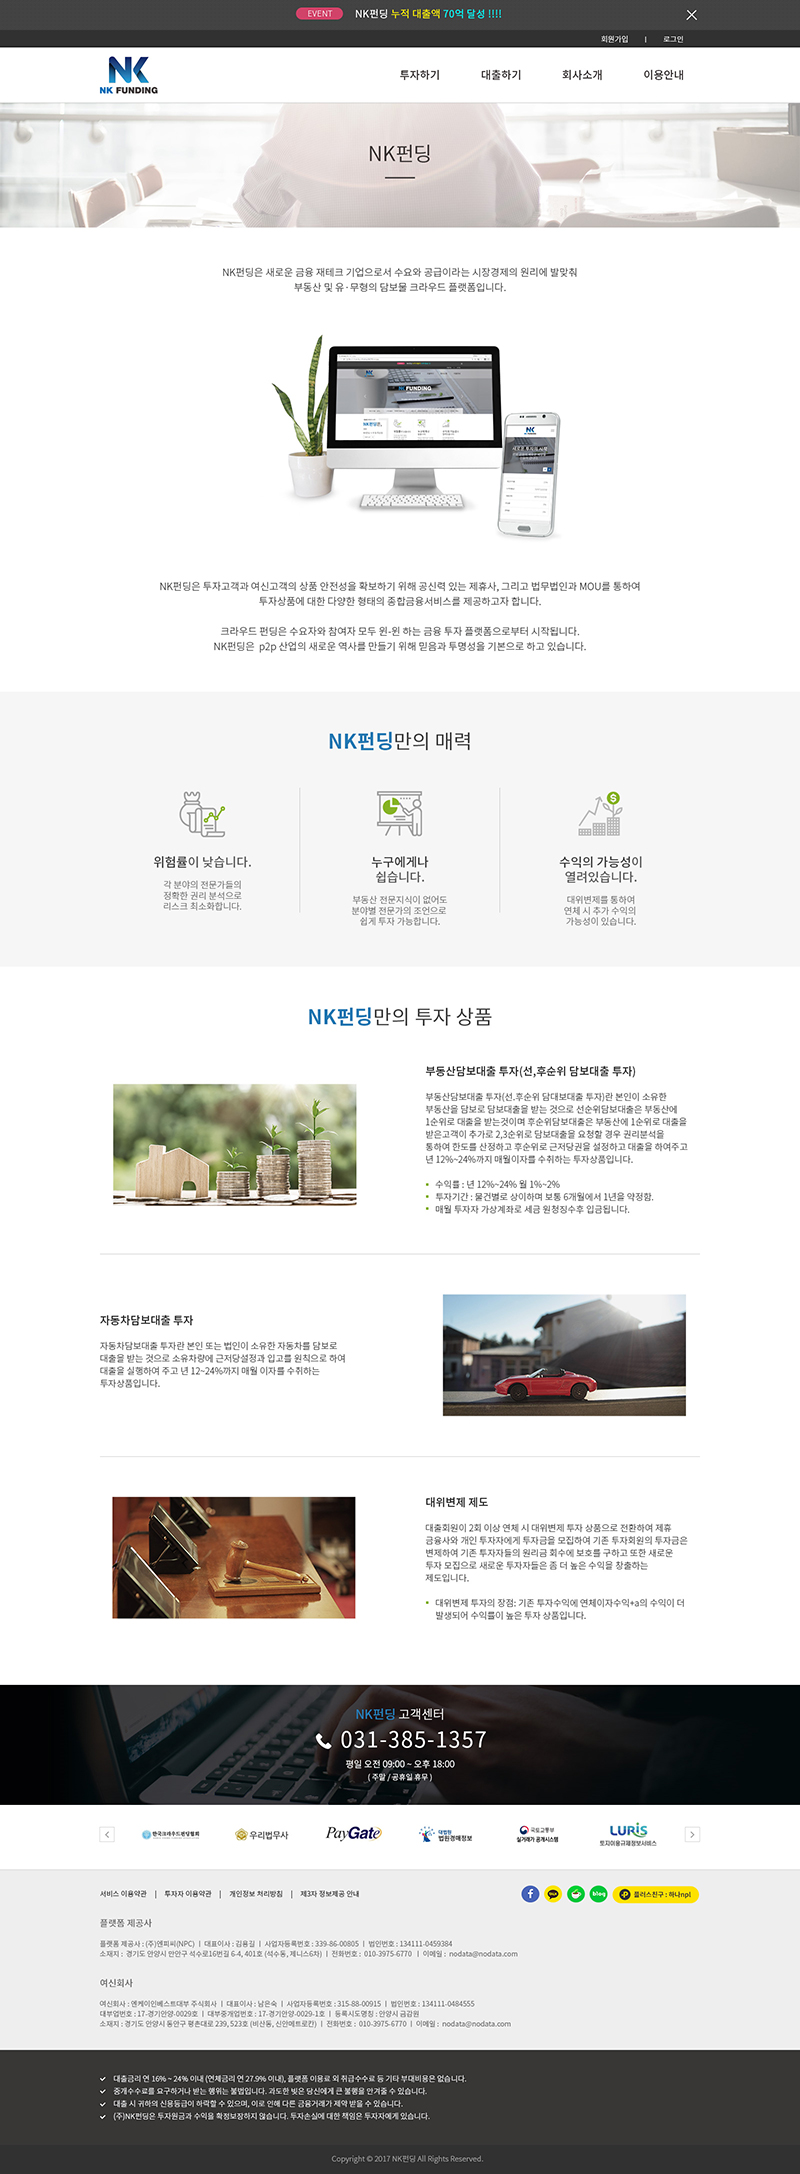 EVENT NK펀딩 누적 대출액 70억 달성 !!!!
회원가입 | 로그인
NK FUNDING
투자하기 대출하기 회사소개 이용안내
NK펀딩
NK펀딩은 새로운 금융 재테크 기업으로서 수요와 공급이라는 시장경제의 원리에 발맞춰
부동산 및 유·무형의 담보물 크라우드 플랫폼입니다.
NK FUNDING
NK펀딩은 투자고객과 여신고객의 상품 안전성을 확보하기 위해 공신력 있는 제휴사, 그리고 법무법인과 MOU를 통하여
투자상품에 대한 다양한 형태의 종합금융서비스를 제공하고자 합니다.
크라우드 펀딩은 수요자와 참여자 모두 윈-윈 하는 금융 투자 플랫폼으로부터 시작됩니다.
NK펀딩은 p2p 산업의 새로운 역사를 만들기 위해 믿음과 투명성을 기본으로 하고 있습니다.
NK펀딩만의 매력
위험률이 낮습니다.
각 분야의 전문가들의
정확한 권리 분석으로
리스크 최소화합니다.
누구에게나
쉽습니다.
부동산 전문지식이 없어도
분야별 전문가의 조언으로
쉽게 투자 가능합니다.
수익의 가능성이
열려있습니다.
대위변제를 통하여
연체 시 추가 수익의
가능성이 있습니다.
NK펀딩만의 투자 상품
부동산담보대출 투자(선,후순위 담보대출 투자)
부동산담보대출 투자(선.후순위 담대보대출 투자)란 본인이 소유한
부동산을 담보로 담보대출을 받는 것으로 선순위담보대출은 부동산에
1순위로 대출을 받는것이며 후순위담보대출은 부동산에 1순위로 대출을
받은고객이 추가로 2,3순위로 담보대출을 요청할 경우 권리분석을
통하여 한도를 산정하고 후순위로 근저당권을 설정하고 대출을 하여주고
년 12%~24%까지 매월이자를 수취하는 투자상품입니다.
• 수익률 : 년 12%~24% 월 1%~2%
• 투자기간 : 물건별로 상이하며 보통 6개월에서 1년을 약정함.
• 매월 투자자 가상계좌로 세금 원청징수후 입금됩니다.
자동차담보대출 투자
자동차담보대출 투자란 본인 또는 법인이 소유한 자동차를 담보로
대출을 받는 것으로 소유차량에 근저당설정과 입고를 원칙으로 하여
대출을 실행하여 주고 년 12~24%까지 매월 이자를 수취하는
투자상품입니다.
대위변제 제도
대출회원이 2회 이상 연체 시 대위변제 투자 상품으로 전환하여 제휴
금융사와 개인 투자자에게 투자금을 모집하여 기존 투자회원의 투자금은
변제하여 기존 투자자들의 원리금 회수에 보호를 구하고 또한 새로운
투자 모집으로 새로운 투자자들은 좀 더 높은 수익을 창출하는
제도입니다.
• 대위변제 투자의 장점: 기존 투자수익에 연체이자수익+a의 수익이 더
발생되어 수익률이 높은 투자 상품입니다.
NK펀딩 고객센터
031-385-1357
평일 오전 09:00 ~ 오후 18:00
( 주말 / 공휴일 휴무 )
한국크라우드펀딩협회
우리법무사
PayGate
대법원
법원경매정보
국토교통부
실거래가 공개시스템
LURIS
토지이용규제정보서비스
서비스 이용약관 | 투자자 이용약관 | 개인정보 처리방침 | 제3자 정보제공 안내
blog
플러스친구 : 하나npl
플랫폼 제공사
플랫폼 제공사 : (주)엔피씨(NPC) | 대표이사 : 김용길 | 사업자등록번호 : 339-86-00805 | 법인번호 : 134111-0459384
소재지 : 경기도 안양시 만안구 석수로16번길 6-4, 401호 (석수동, 제니스6차) | 전화번호 : 010-3975-6770 | 이메일 : nodata@nodata.com
여신회사
여신회사 : 엔케이인베스트대부 주식회사 | 대표이사 : 남은숙 | 사업자등록번호 : 315-88-00915 | 법인번호 : 134111-0484555
대부업번호 : 17-경기안양-0029호 | 대부중개업번호 : 17-경기안양-0029-1호 | 등록시도명칭 : 안양시 금감원
소재지 : 경기도 안양시 동안구 평촌대로 239, 523호 (비산동, 신안메트로칸) | 전화번호 : 010-3975-6770 | 이메일 : nodata@nodata.com
대출금리 연 16% ~ 24% 이내 (연체금리 연 27.9% 이내), 플랫폼 이용료 외 취급수수료 등 기타 부대비용은 없습니다.
중개수수료를 요구하거나 받는 행위는 불법입니다. 과도한 빚은 당신에게 큰 불행을 안겨줄 수 있습니다.
대출 시 귀하의 신용등급이 하락할 수 있으며, 이로 인해 다른 금융거래가 제약 받을 수 있습니다.
(주)NK펀딩은 투자원금과 수익을 확정보장하지 않습니다. 투자손실에 대한 책임은 투자자에게 있습니다.
Copyright © 2017 NK펀딩 All Rights Reserved.